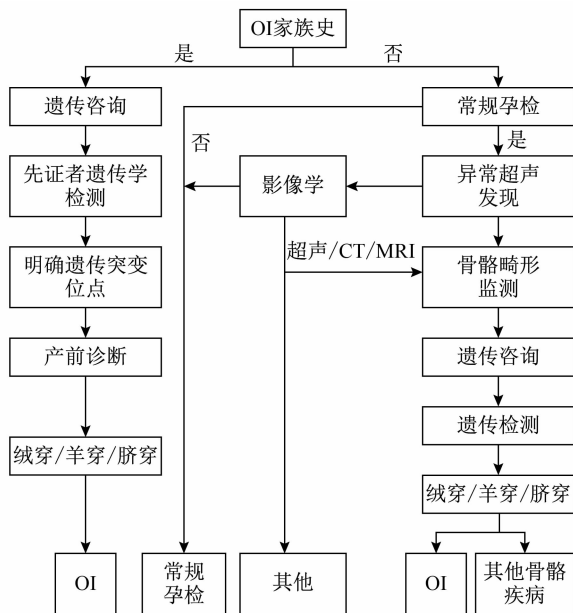 OI家族史
是
否
遗传咨询
常规孕检
否
是
先证者遗传学
检测
影像学
异常超声
发现
超声/CT/MRI
明确遗传突变
位点
骨骼畸形
监测
产前诊断
遗传咨询
遗传检测
绒穿/羊穿/脐穿
绒穿/羊穿/脐穿
OI
常规
孕检
其他
OI
其他骨骼
疾病